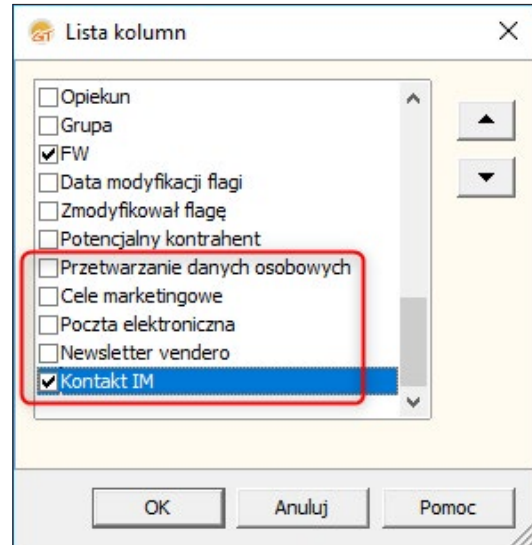 GT Lista kolumn
Opiekun
Grupa
FW
Data modyfikacji flagi
Zmodyfikował flagę
Potencjalny kontrahent
Przetwarzanie danych osobowych
Cele marketingowe
Poczta elektroniczna
Newsletter vendero
Kontakt IM
OK Anuluj Pomoc